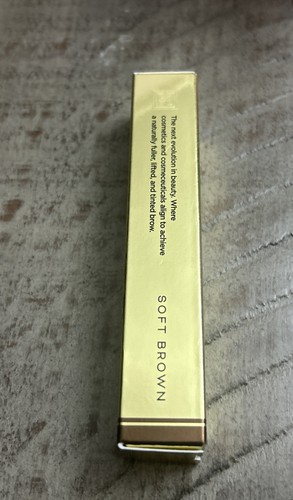 The next evolution in beauty. Where
cosmetics and cosmeceuticals align to achieve
a naturally fuller, lifted, and tinted brow.
SOFT BROWN